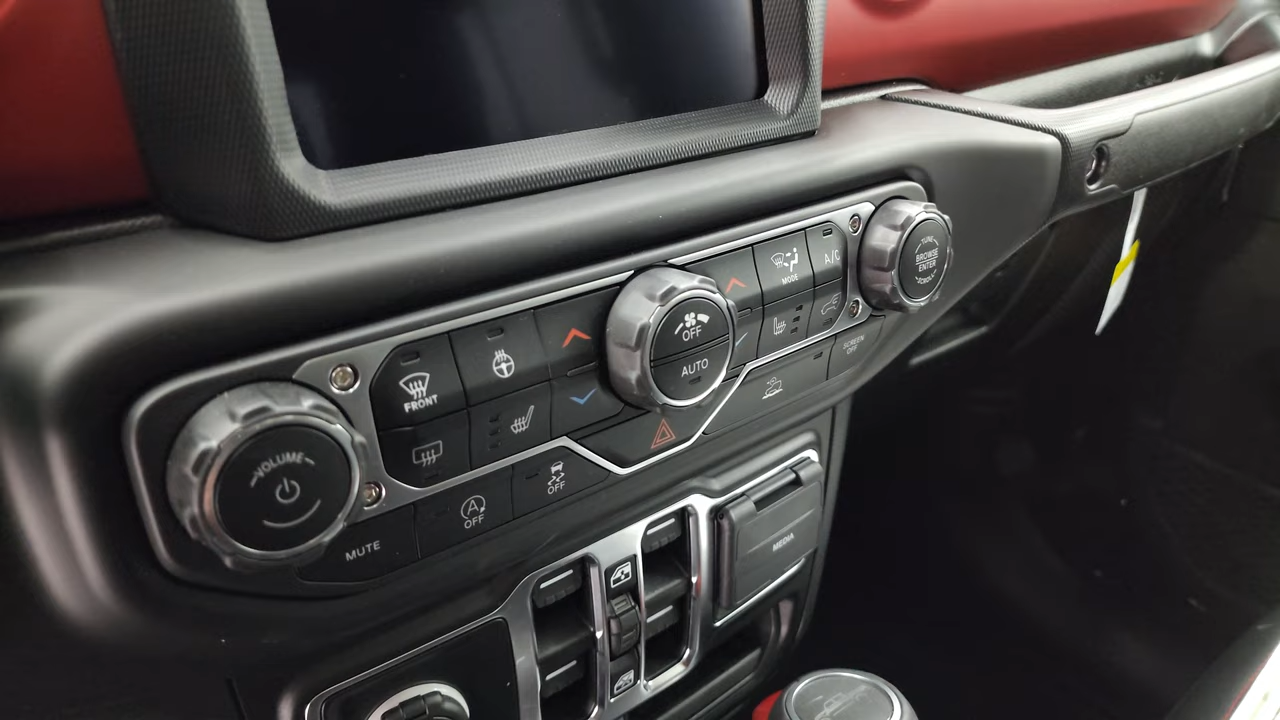 VOLUME
MUTE
FRONT
A
OFF
OFF
OFF
AUTO
MODE
A/C
SCREEN
OFF
TUNE
BROWSE
ENTER
SCROLL
MEDIA